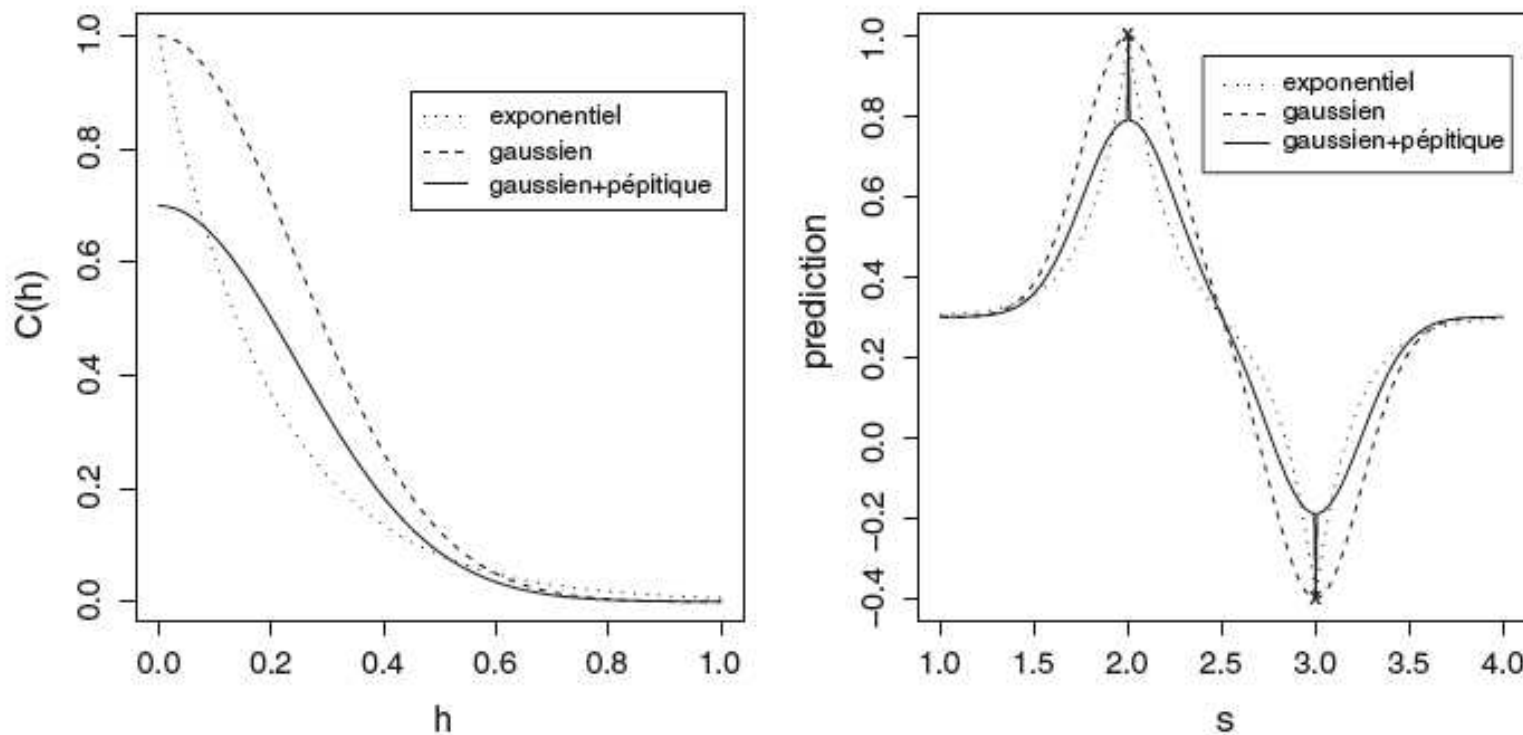 C(h)
1.0
0.8
0.6
0.4
0.2
0.0
exponentiel
gaussien
gaussien+pépitique
0.0 0.2 0.4 0.6 0.8 1.0
h
prediction
1.0
0.8
0.6
0.4
0.2
0.0
−0.2
−0.4
exponentiel
gaussien
gaussien+pépitique
1.0 1.5 2.0 2.5 3.0 3.5 4.0
s